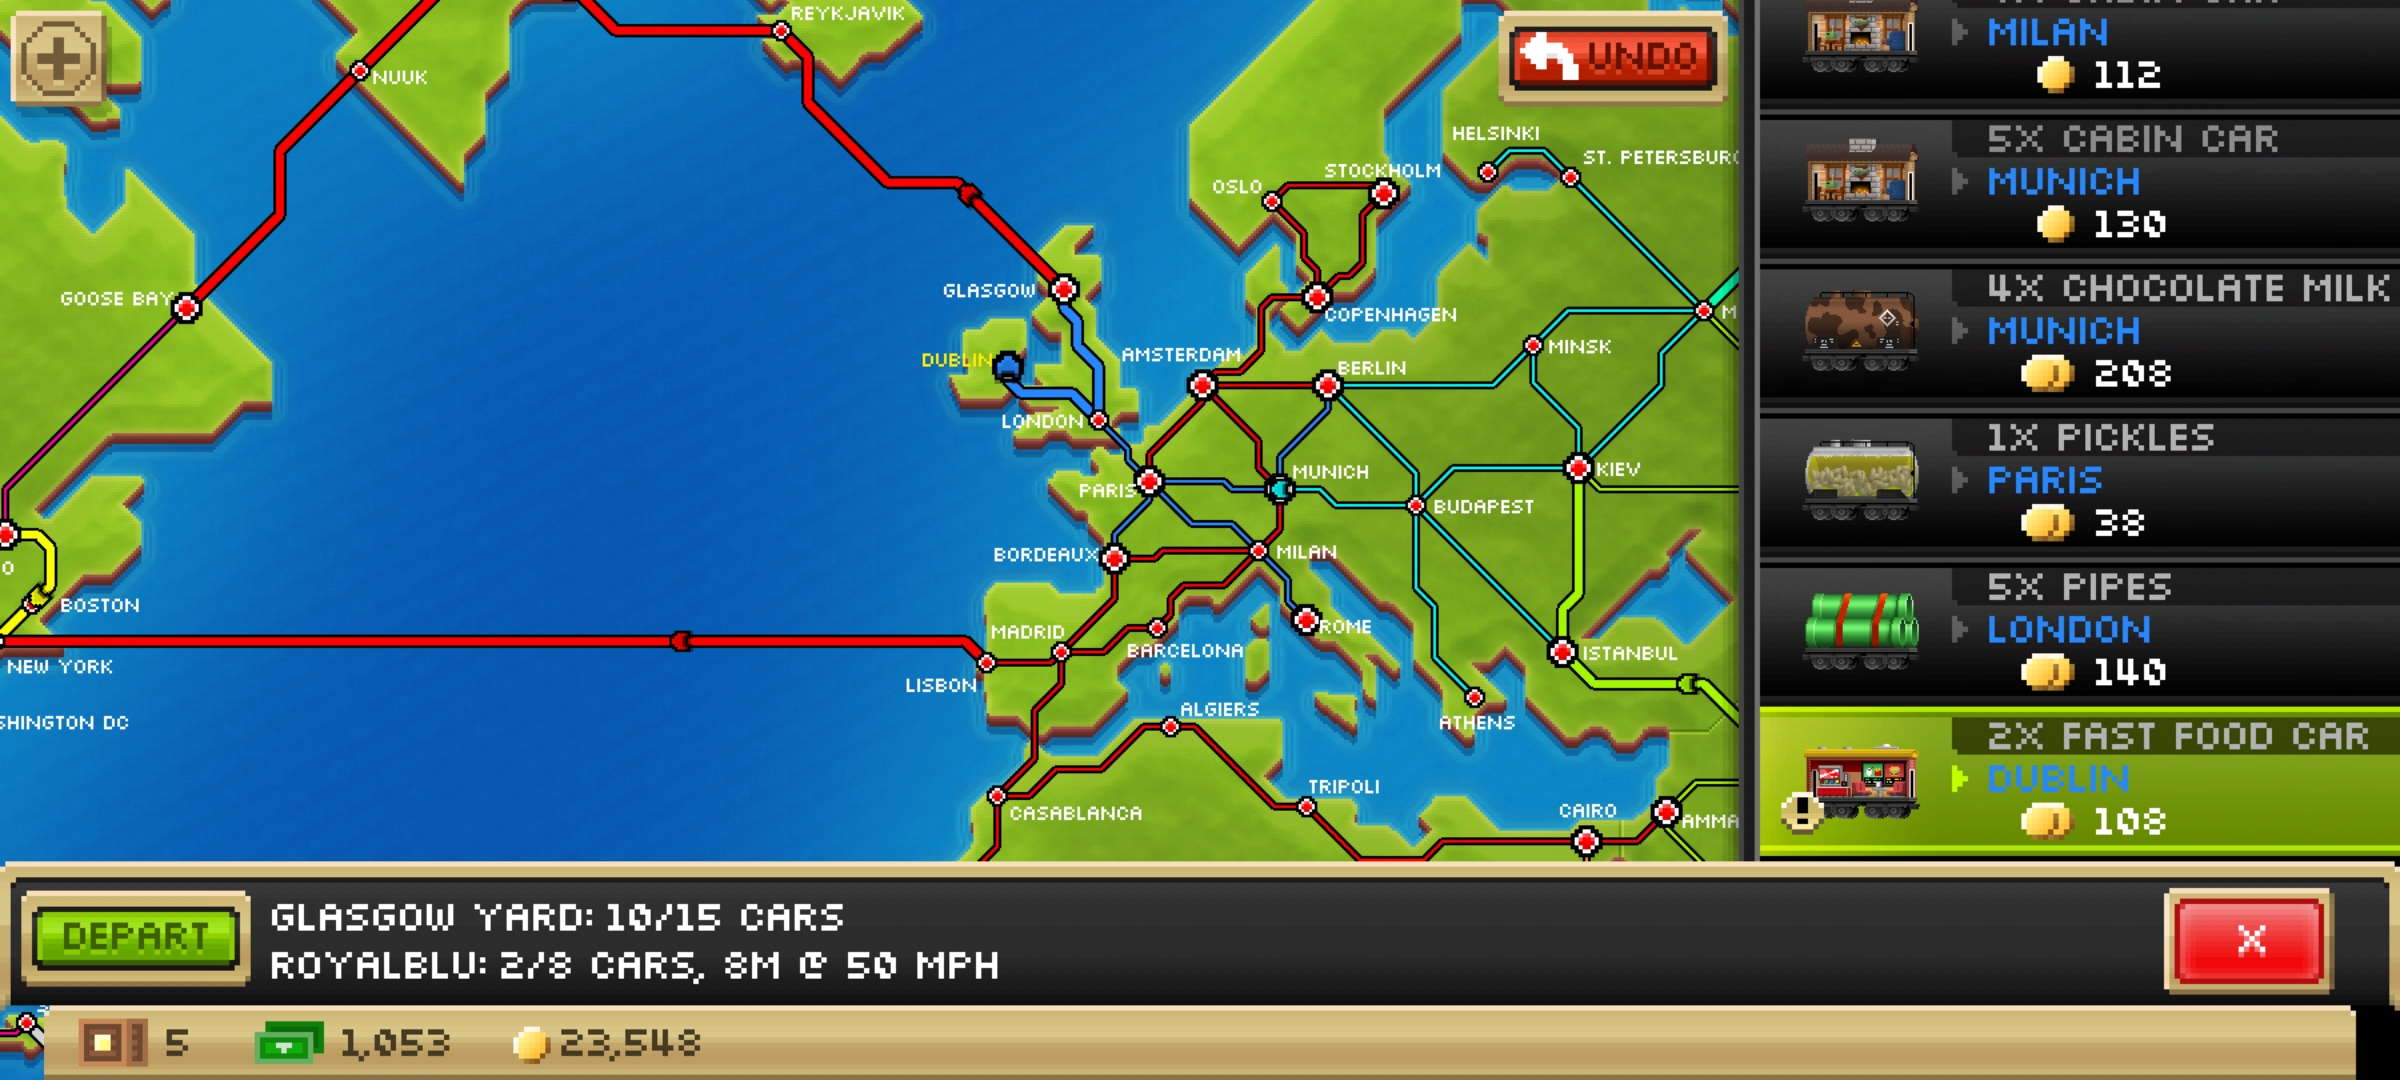 REYKJAVIK
NUUK
UNDO
HELSINKI
ST. PETERSBURG
STOCKHOLM
OSLO
GLASGOW
GOOSE BAY
COPENHAGEN
MINSK
AMSTERDAM
DUBLIN
BERLIN
LONDON
MUNICH
KIEV
PARIS
BUDAPEST
BORDEAUX
MILAN
BOSTON
ROME
MADRID
BARCELONA
ISTANBUL
NEW YORK
LISBON
ALGIERS
ATHENS
SHINGTON DC
TRIPOLI
CASABLANCA
CAIRO
AMMA
MILAN
112
5X CABIN CAR
MUNICH
130
4X CHOCOLATE MILK
MUNICH
208
1X PICKLES
PARIS
38
5X PIPES
LONDON
140
2X FAST FOOD CAR
DUBLIN
108
DEPART
GLASGOW YARD: 10/15 CARS
ROYALBLU: 2/8 CARS, 8M @ 50 MPH
X
5 1,053 23,548